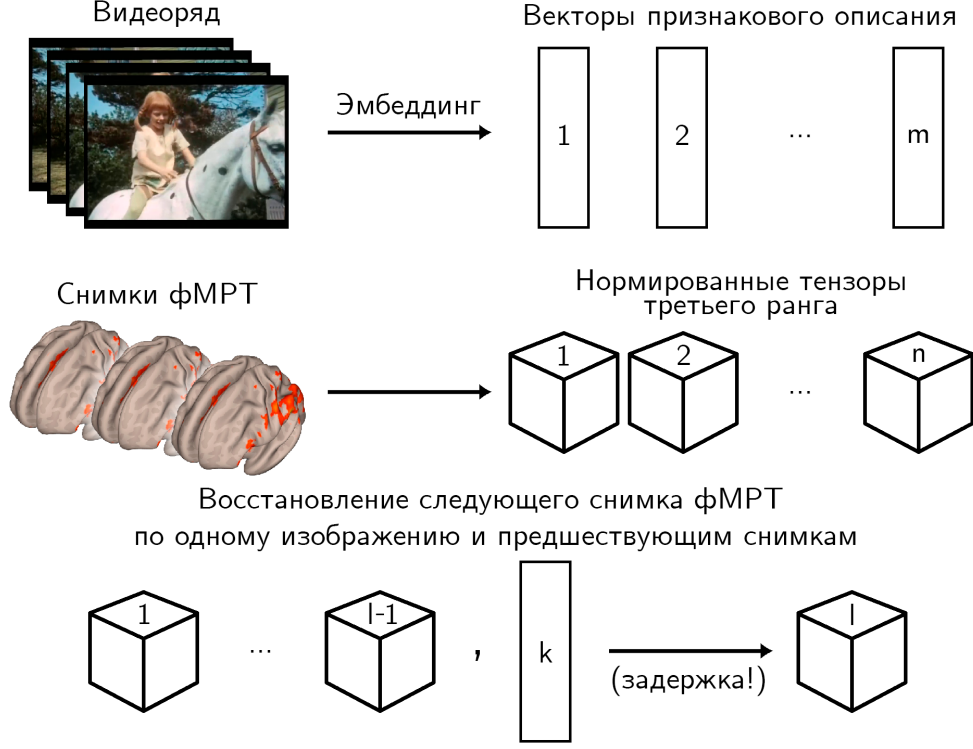 Видеоряд
Векторы признакового описания
Эмбеддинг
1
2
...
m
Снимки фМРТ
Нормированные тензоры
третьего ранга
1
2
...
n
Восстановление следующего снимка фМРТ
по одному изображению и предшествующим снимкам
1
...
l-1
,
k
(задержка!)
l